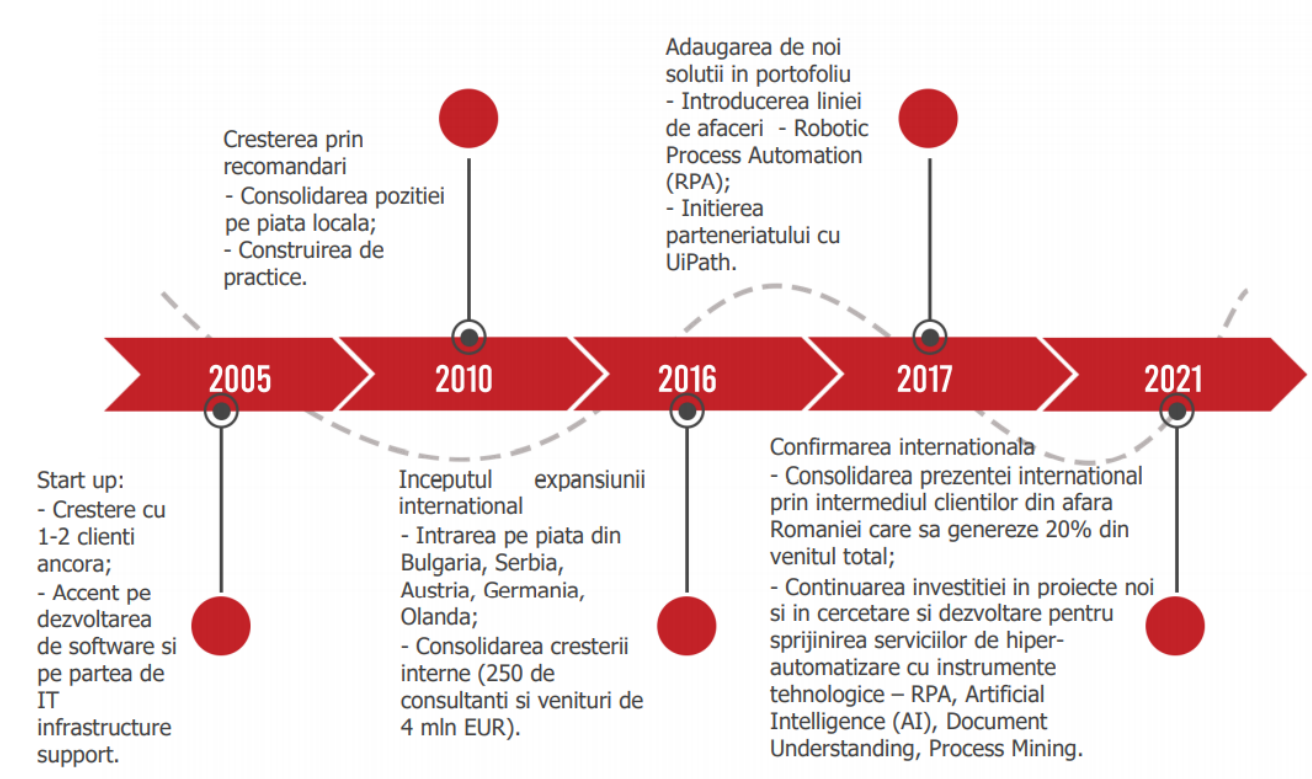 Adaugarea de noi
solutii in portofoliu
- Introducerea liniei
de afaceri - Robotic
Process Automation
(RPA);
- Initierea
parteneriatului cu
UiPath.
Cresterea prin
recomandari
- Consolidarea pozitiei
pe piata locala;
- Construirea de
practice.
2005
2010
2016
2017
2021
Start up:
- Crestere cu
1-2 clienti
ancora;
- Accent pe
dezvoltarea
de software si
pe partea de
IT
infrastructure
support.
Inceputul expansiunii
international
- Intrarea pe piata din
Bulgaria, Serbia,
Austria, Germania,
Olanda;
- Consolidarea cresterii
interne (250 de
consultanti si venituri de
4 mln EUR).
Confirmarea internationala
- Consolidarea prezentei international
prin intermediul clientilor din afara
Romaniei care sa genereze 20% din
venitul total;
- Continuarea investitiei in proiecte noi
si in cercetare si dezvoltare pentru
sprijinirea serviciilor de hiper-
automatizare cu instrumente
tehnologice – RPA, Artificial
Intelligence (AI), Document
Understanding, Process Mining.